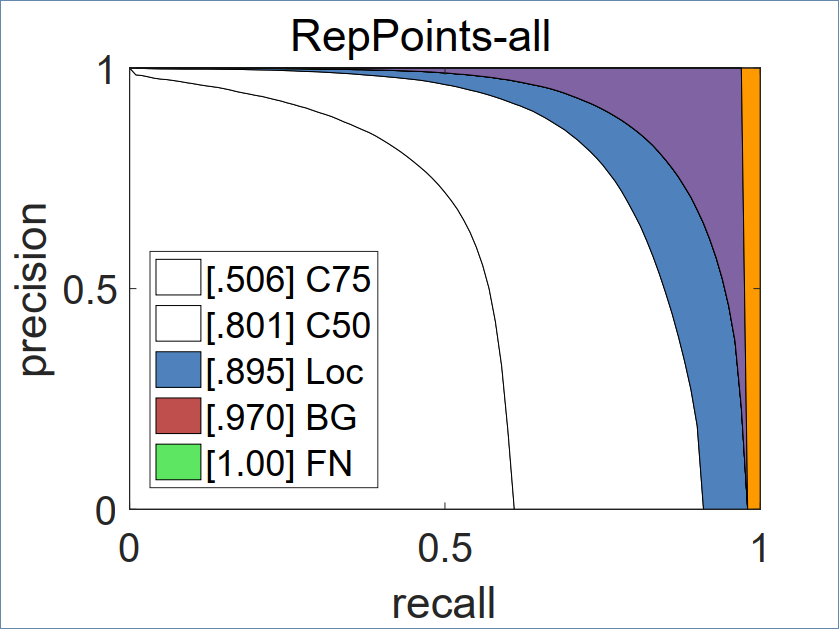 RepPoints-all
1
0.5
0
precision
[.506] C75
[.801] C50
[.895] Loc
[.970] BG
[1.00] FN
0
0.5
1
recall